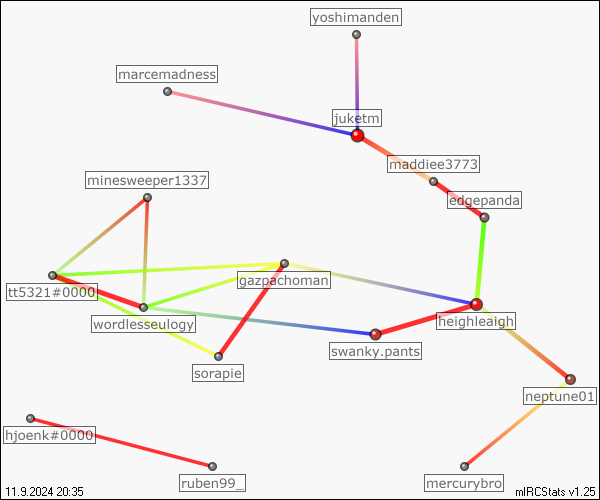 yoshimanden
marcemadness
juketm
maddiee3773
minesweeper1337
edgepanda
gazpachoman
tt5321#0000
wordlesseulogy
heighleaigh
swanky.pants
sorapie
neptune01
hjoenk#0000
ruben99_
mercurybro
11.9.2024 20:35
mIRCStats v1.25